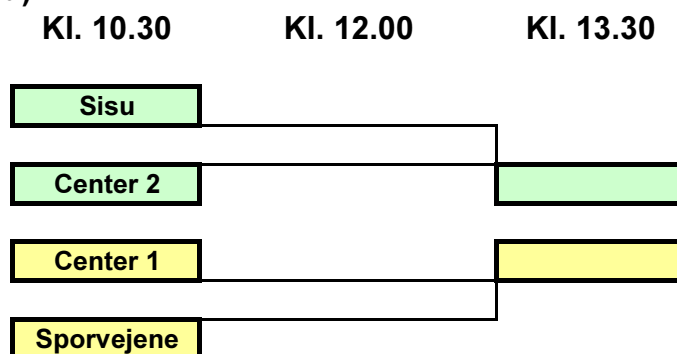 Kl. 10.30 Kl. 12.00 Kl. 13.30
Sisu
Center 2
Center 1
Sporvejene